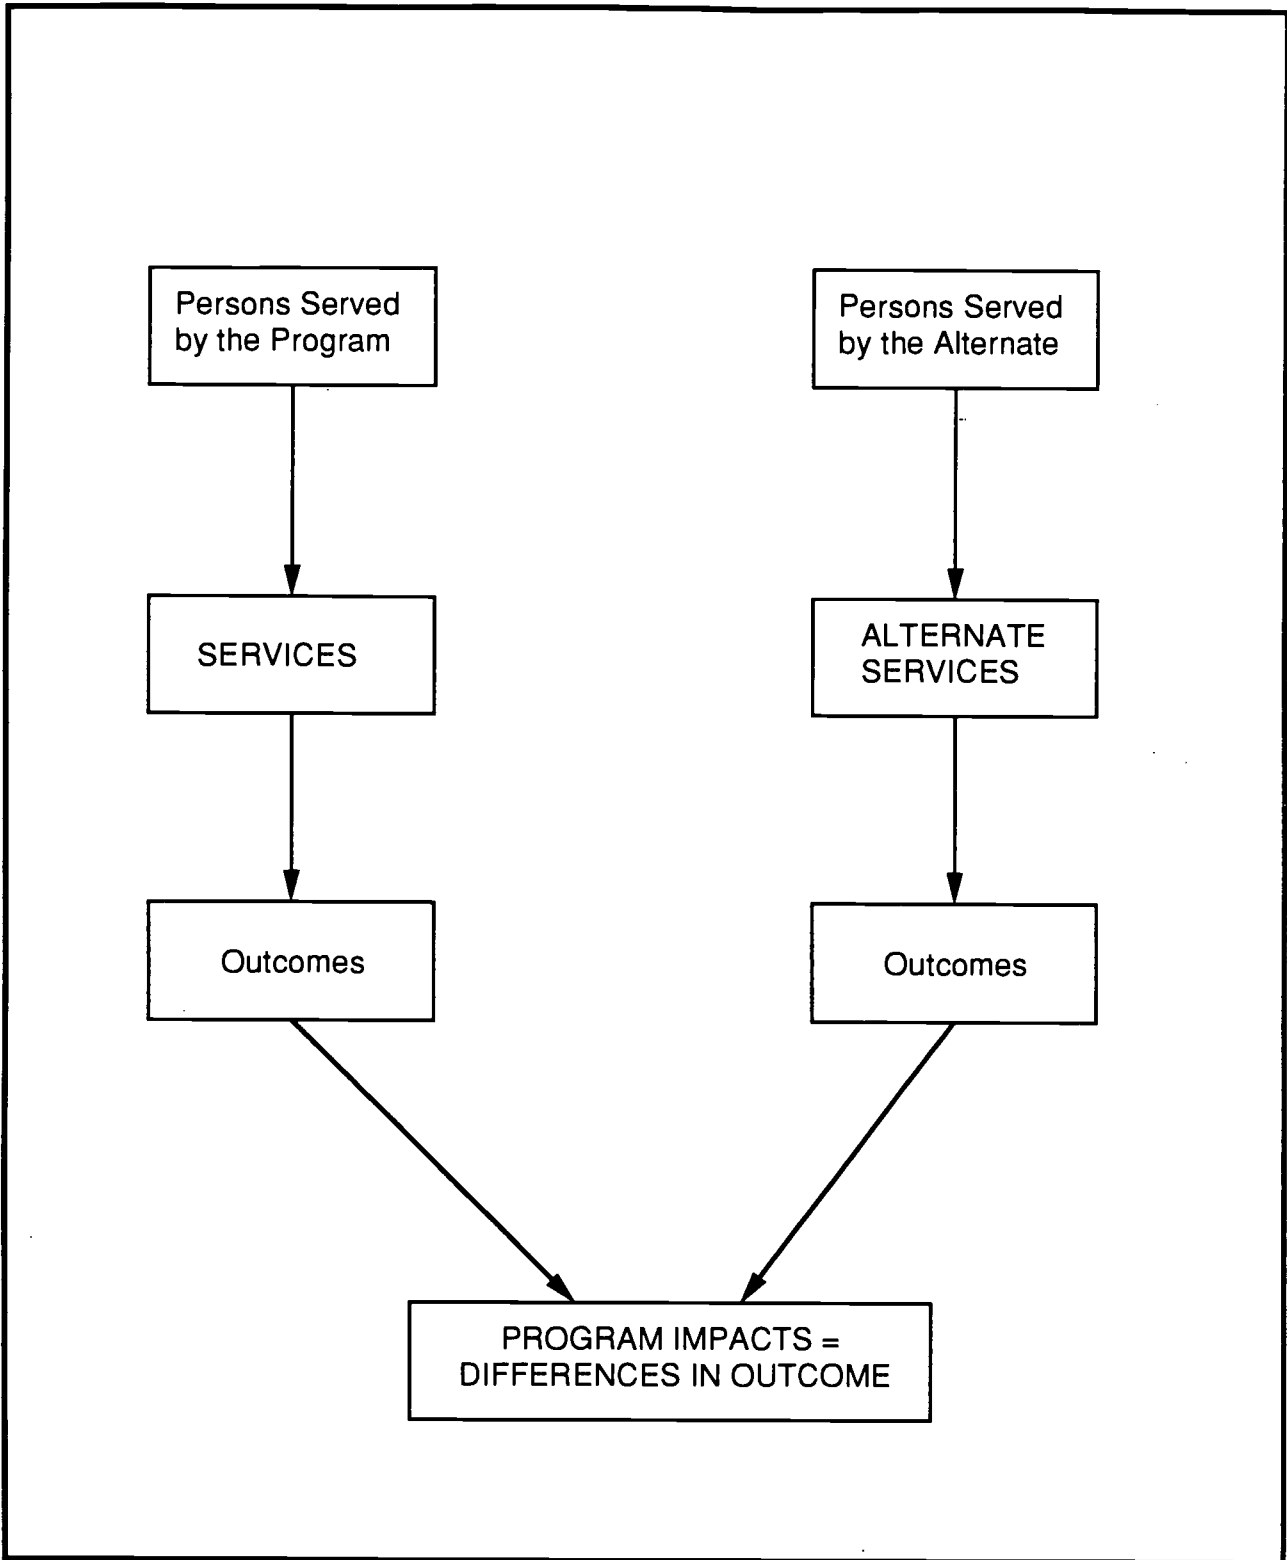 Persons Served
by the Program
Persons Served
by the Alternate
SERVICES
ALTERNATE
SERVICES
Outcomes
Outcomes
PROGRAM IMPACTS =
DIFFERENCES IN OUTCOME